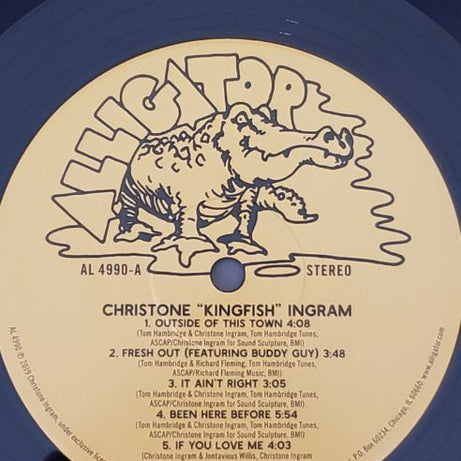 ALLIGATOR
AL 4990-A
STEREO
CHRISTONE "KINGFISH" INGRAM
1. OUTSIDE OF THIS TOWN 4:08
(Tom Hambridge & Christone Ingram, Tom Hambridge Tunes,
ASCAP/Christone Ingram for Sound Sculpture, BMI)
2. FRESH OUT (FEATURING BUDDY GUY) 3:48
(Tom Hambridge & Richard Fleming, Tom Hambridge Tunes,
ASCAP/Richard Fleming Music, BMI)
3. IT AIN'T RIGHT 3:05
(Tom Hambridge & Christone Ingram, Tom Hambridge Tunes,
ASCAP/Christone Ingram for Sound Sculpture, BMI)
4. BEEN HERE BEFORE 5:54
(Tom Hambridge & Christone Ingram, Tom Hambridge Tunes,
ASCAP/Christone Ingram for Sound Sculpture, BMI)
5. IF YOU LOVE ME 4:03
(Christone Ingram & Jontavious Willis, Christone Ingram
AL 4990 ℗ 2019 Christone Ingram, under exclusive
P.O. Box 60234, Chicago, IL 60660. www.alligator.com